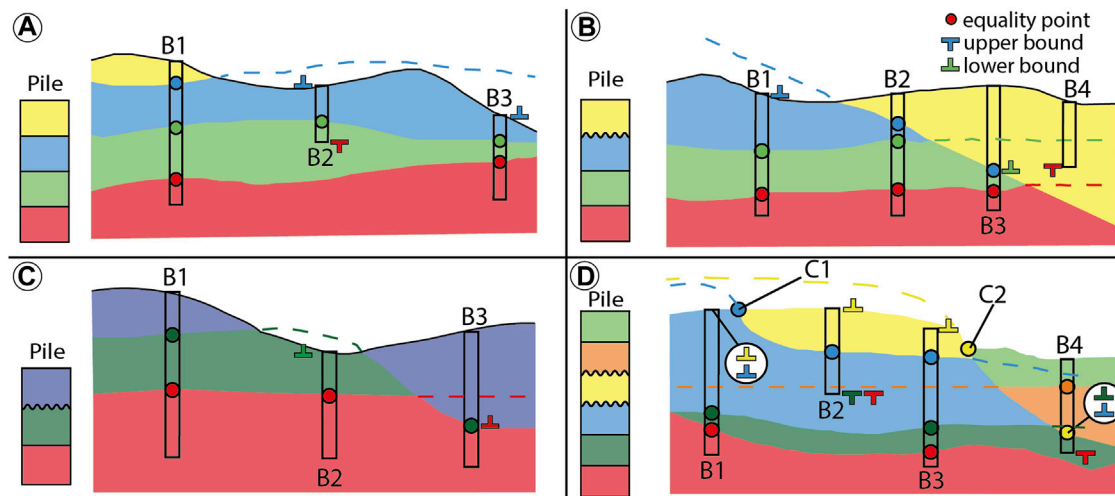 A
Pile
B1
B2
B3
B
equality point
upper bound
lower bound
Pile
B1
B2
B3
B4
C
Pile
B1
B2
B3
D
Pile
C1
C2
B1
B2
B3
B4